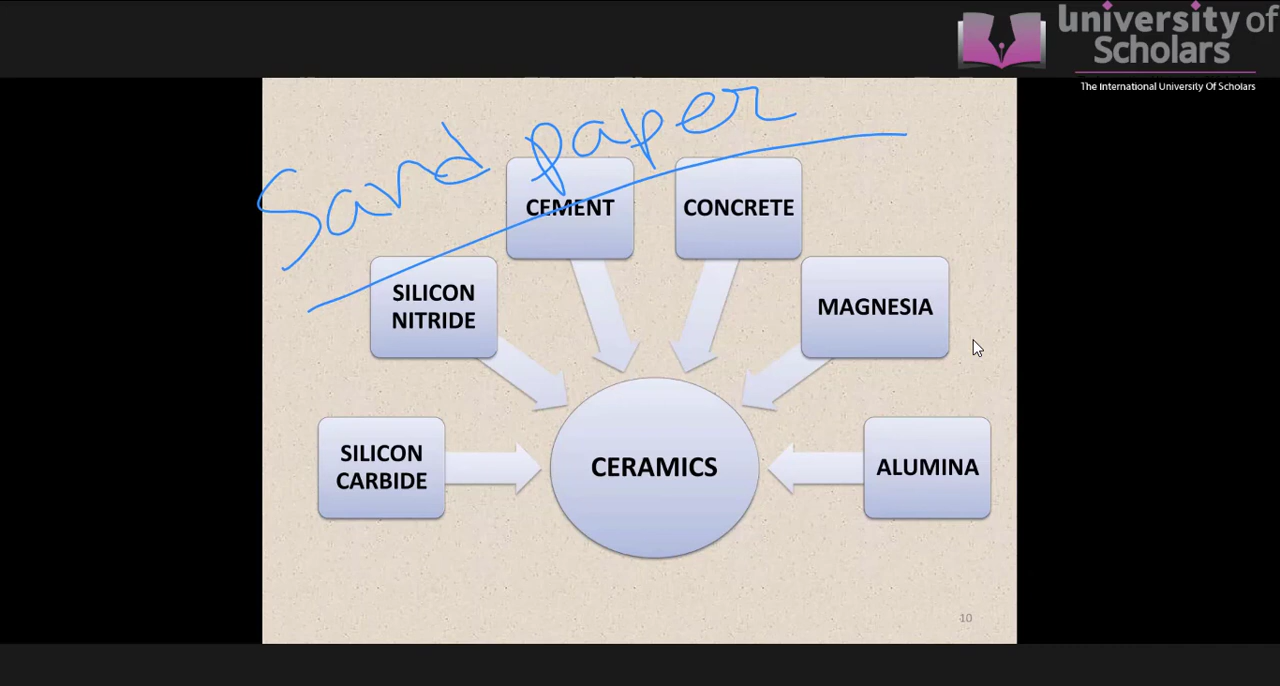 university of
Scholars
The International University Of Scholars
Sand paper
CEMENT
CONCRETE
SILICON
NITRIDE
MAGNESIA
SILICON
CARBIDE
CERAMICS
ALUMINA
10